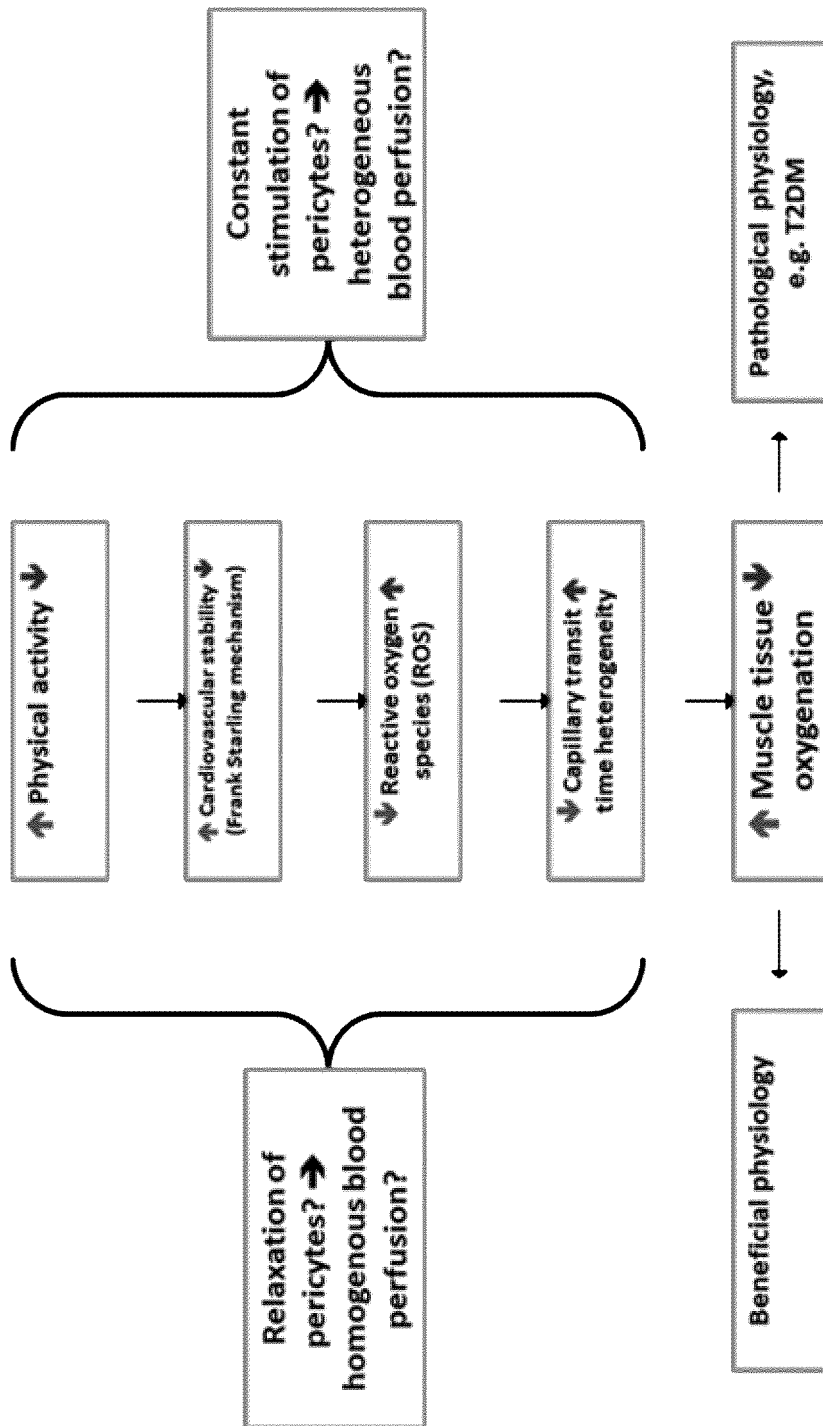 ↑ Physical activity ↓
↑ Cardiovascular stability ↓
(Frank Starling mechanism)
Relaxation of
pericytes? →
homogenous blood
perfusion?
Constant
stimulation of
pericytes? →
heterogeneous
blood perfusion?
↓ Reactive oxygen ↑
species (ROS)
↓ Capillary transit ↑
time heterogeneity
Beneficial physiology
↑ Muscle tissue ↓
oxygenation
Pathological physiology,
e.g. T2DM